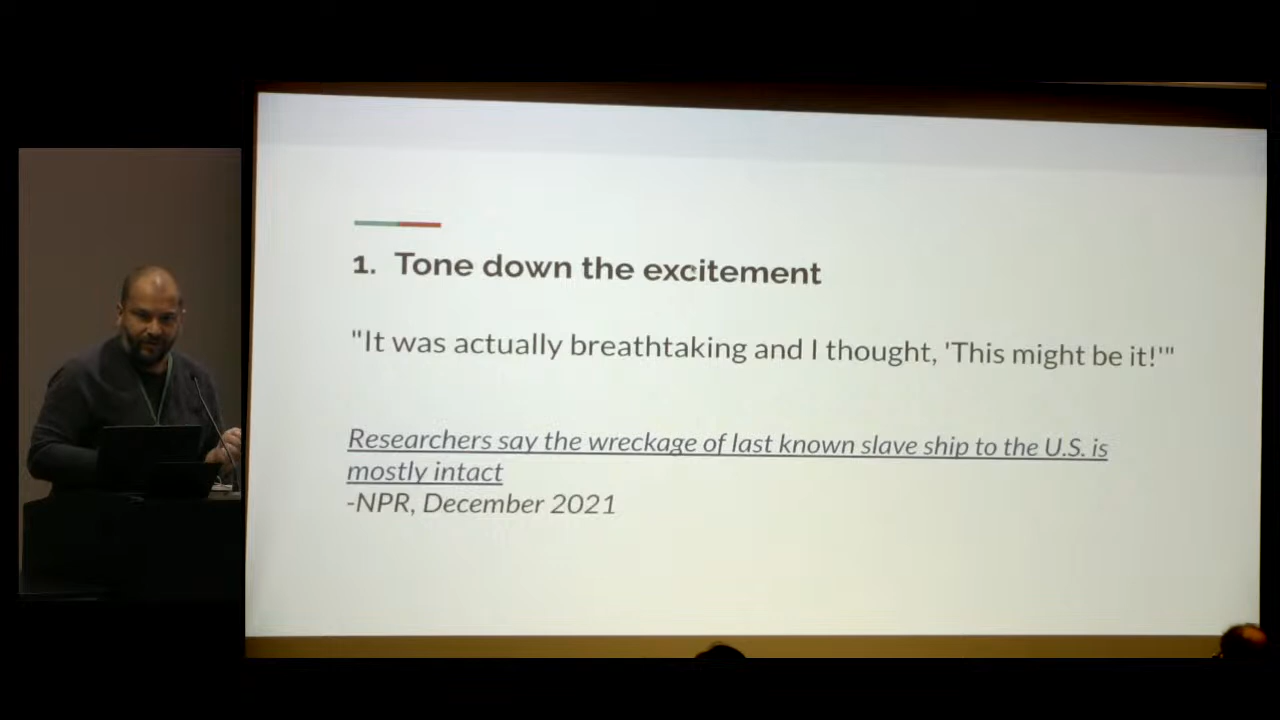 1. Tone down the excitement
"It was actually breathtaking and I thought, 'This might be it!'"
Researchers say the wreckage of last known slave ship to the U.S. is
mostly intact
-NPR, December 2021